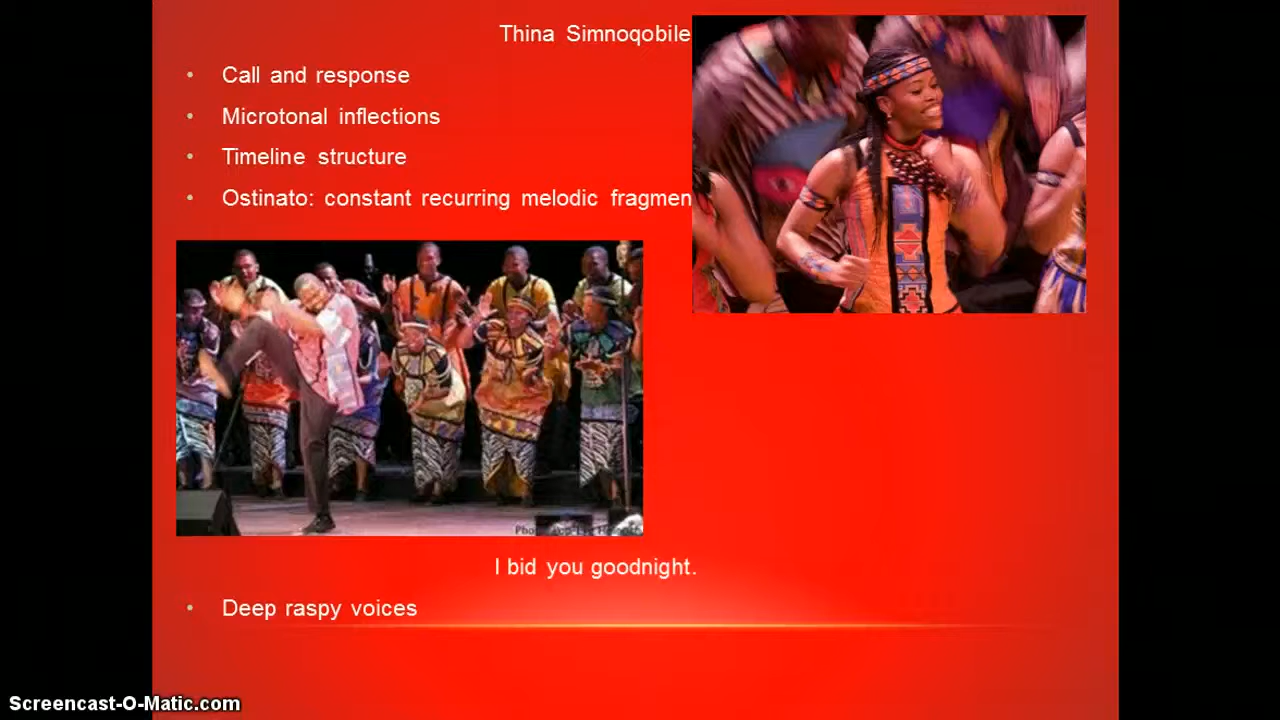 Thina Simnoqobile
• Call and response
• Microtonal inflections
• Timeline structure
• Ostinato: constant recurring melodic fragmen
I bid you goodnight.
• Deep raspy voices
Screencast-O-Matic.com